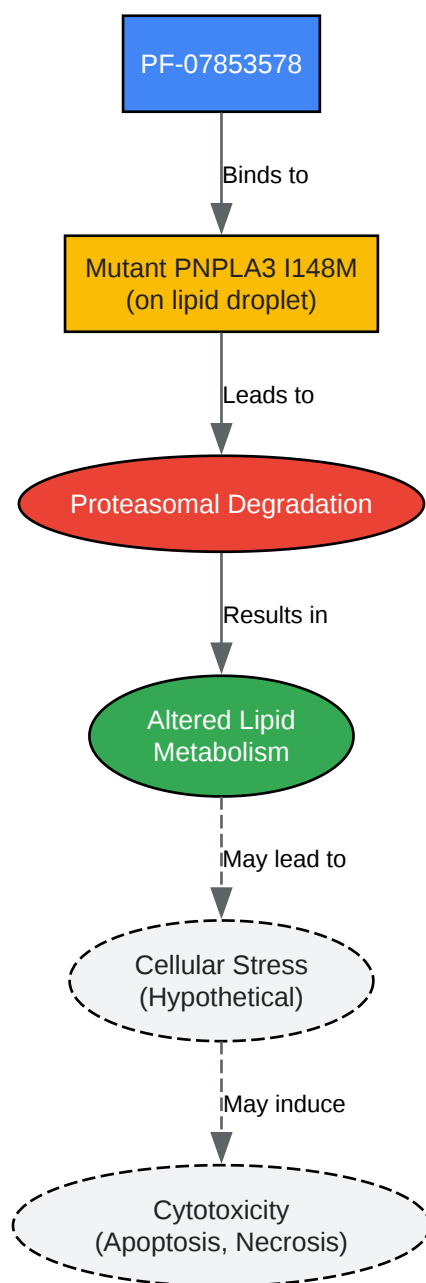 PF-07853578
Binds to
Mutant PNPLA3 I148M
(on lipid droplet)
Leads to
Proteasomal Degradation
Results in
Altered Lipid
Metabolism
May lead to
Cellular Stress
(Hypothetical)
May induce
Cytotoxicity
(Apoptosis, Necrosis)